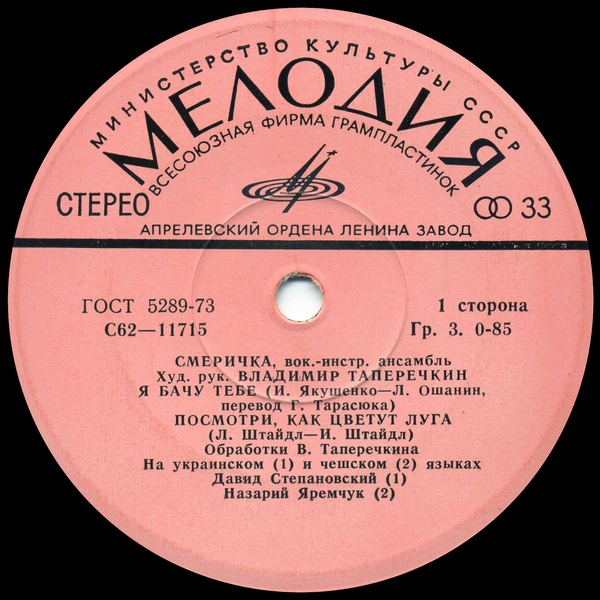 МИНИСТЕРСТВО КУЛЬТУРЫ СССР
МЕЛОДИЯ
ВСЕСОЮЗНАЯ ФИРМА ГРАМПЛАСТИНОК
СТЕРЕО
33
АПРЕЛЕВСКИЙ ОРДЕНА ЛЕНИНА ЗАВОД
ГОСТ 5289-73
1 сторона
С62—11715
Гр. 3. 0-85
СМЕРИЧКА, вок.-инстр. ансамбль
Худ. рук. ВЛАДИМИР ТАПЕРЕЧКИН
Я БАЧУ ТЕБЕ (И. Якушенко—Л. Ошанин,
перевод Г. Тарасюка)
ПОСМОТРИ, КАК ЦВЕТУТ ЛУГА
(Л. Штайдл—И. Штайдл)
Обработки В. Таперечкина
На украинском (1) и чешском (2) языках
Давид Степановский (1)
Назарий Яремчук (2)